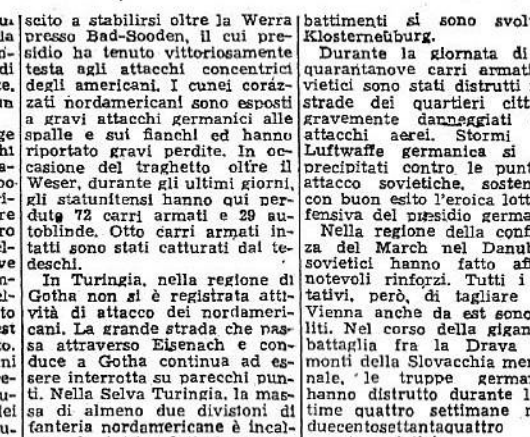 scito a stabilirsi oltre la Werra
presso Bad-Sooden, il cui pre-
sidio ha tenuto vittoriosamente
testa agli attacchi concentrici
degli americani. I cunei coraz-
zati nordamericani sono esposti
a gravi attacchi germanici alle
spalle e sui fianchi ed hanno
riportato gravi perdite. In oc-
casione del traghetto oltre il
Weser, durante gli ultimi giorni,
gli statunitensi hanno qui per-
dute 72 carri armati e 29 au-
toblinde. Otto carri armati in-
tatti sono stati catturati dai te-
deschi.
In Turingia, nella regione di
Gotha non si è registrata atti-
vità di attacco dei nordameri-
cani. La grande strada che pas-
sa attraverso Eisenach e con-
duce a Gotha continua ad es-
sere interrotta su parecchi pun-
ti. Nella Selva Turingia, la mas-
sa di almeno due divisioni di
fanteria nordamericane è incal-
battimenti si sono svol
Klosterneuburg.
Durante la giornata di
quarantanove carri armati
vietici sono stati distrutti
strade dei quartieri citt
gravemente danneggiati
attacchi aerei. Stormi
Luftwaffe germanica si
precipitati contro le punt
attacco sovietiche, sosten
con buon esito l'eroica lott
fensiva del presidio germa
Nella regione della conf
za del March nel Danub
sovietici hanno fatto aff
notevoli rinforzi. Tutti i
tativi, però, di tagliare
Vienna anche da est sono
liti. Nel corso della gigan
battaglia fra la Drava
monti della Slovacchia mer
nale, le truppe germa
hanno distrutto durante l
time quattro settimane
duecentosettantaquattro